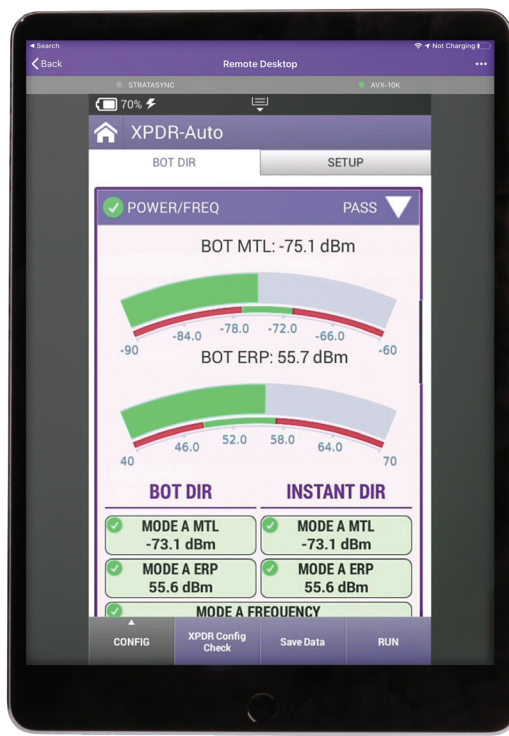 Search
Not Charging
Back
Remote Desktop
STRATASYNC
AVX-10K
70%
XPDR-Auto
BOT DIR
SETUP
POWER/FREQ
PASS
BOT MTL: -75.1 dBm
-90
-84.0
-78.0
-72.0
-66.0
-60
BOT ERP: 55.7 dBm
40
46.0
52.0
58.0
64.0
70
BOT DIR
INSTANT DIR
MODE A MTL
-73.1 dBm
MODE A MTL
-73.1 dBm
MODE A ERP
55.6 dBm
MODE A ERP
55.6 dBm
MODE A FREQUENCY
CONFIG
XPDR Config
Check
Save Data
RUN